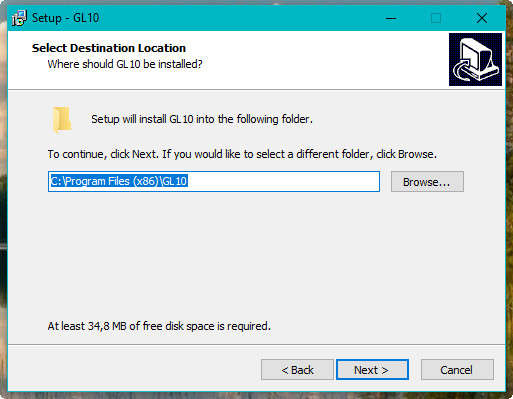 Setup - GL10
Select Destination Location
Where should GL10 be installed?
Setup will install GL10 into the following folder.
To continue, click Next. If you would like to select a different folder, click Browse.
C:\Program Files (x86)\GL10
Browse...
At least 34,8 MB of free disk space is required.
< Back
Next >
Cancel